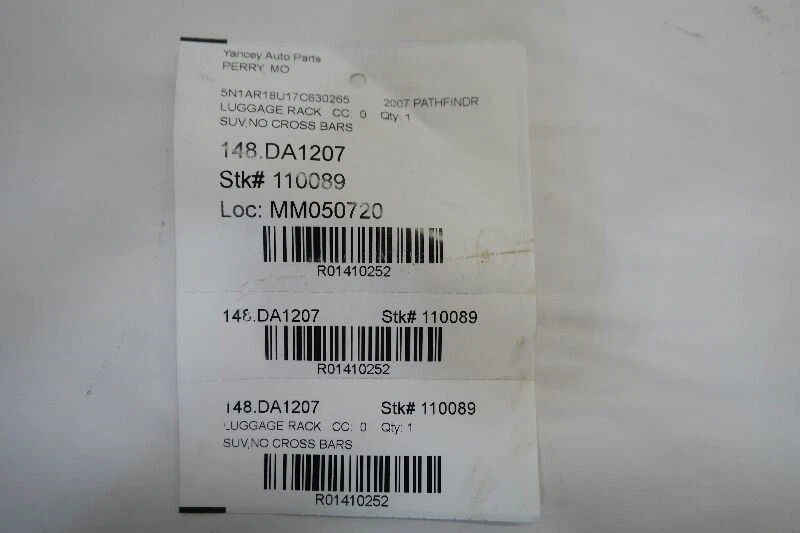 Yancey Auto Parts
PERRY, MO
5N1AR18U17C630265 2007 PATHFINDR
LUGGAGE RACK CC: 0 Qty: 1
SUV,NO CROSS BARS
148.DA1207
Stk# 110089
Loc: MM050720
R01410252
148.DA1207 Stk# 110089
R01410252
148.DA1207 Stk# 110089
LUGGAGE RACK CC: 0 Qty: 1
SUV,NO CROSS BARS
R01410252